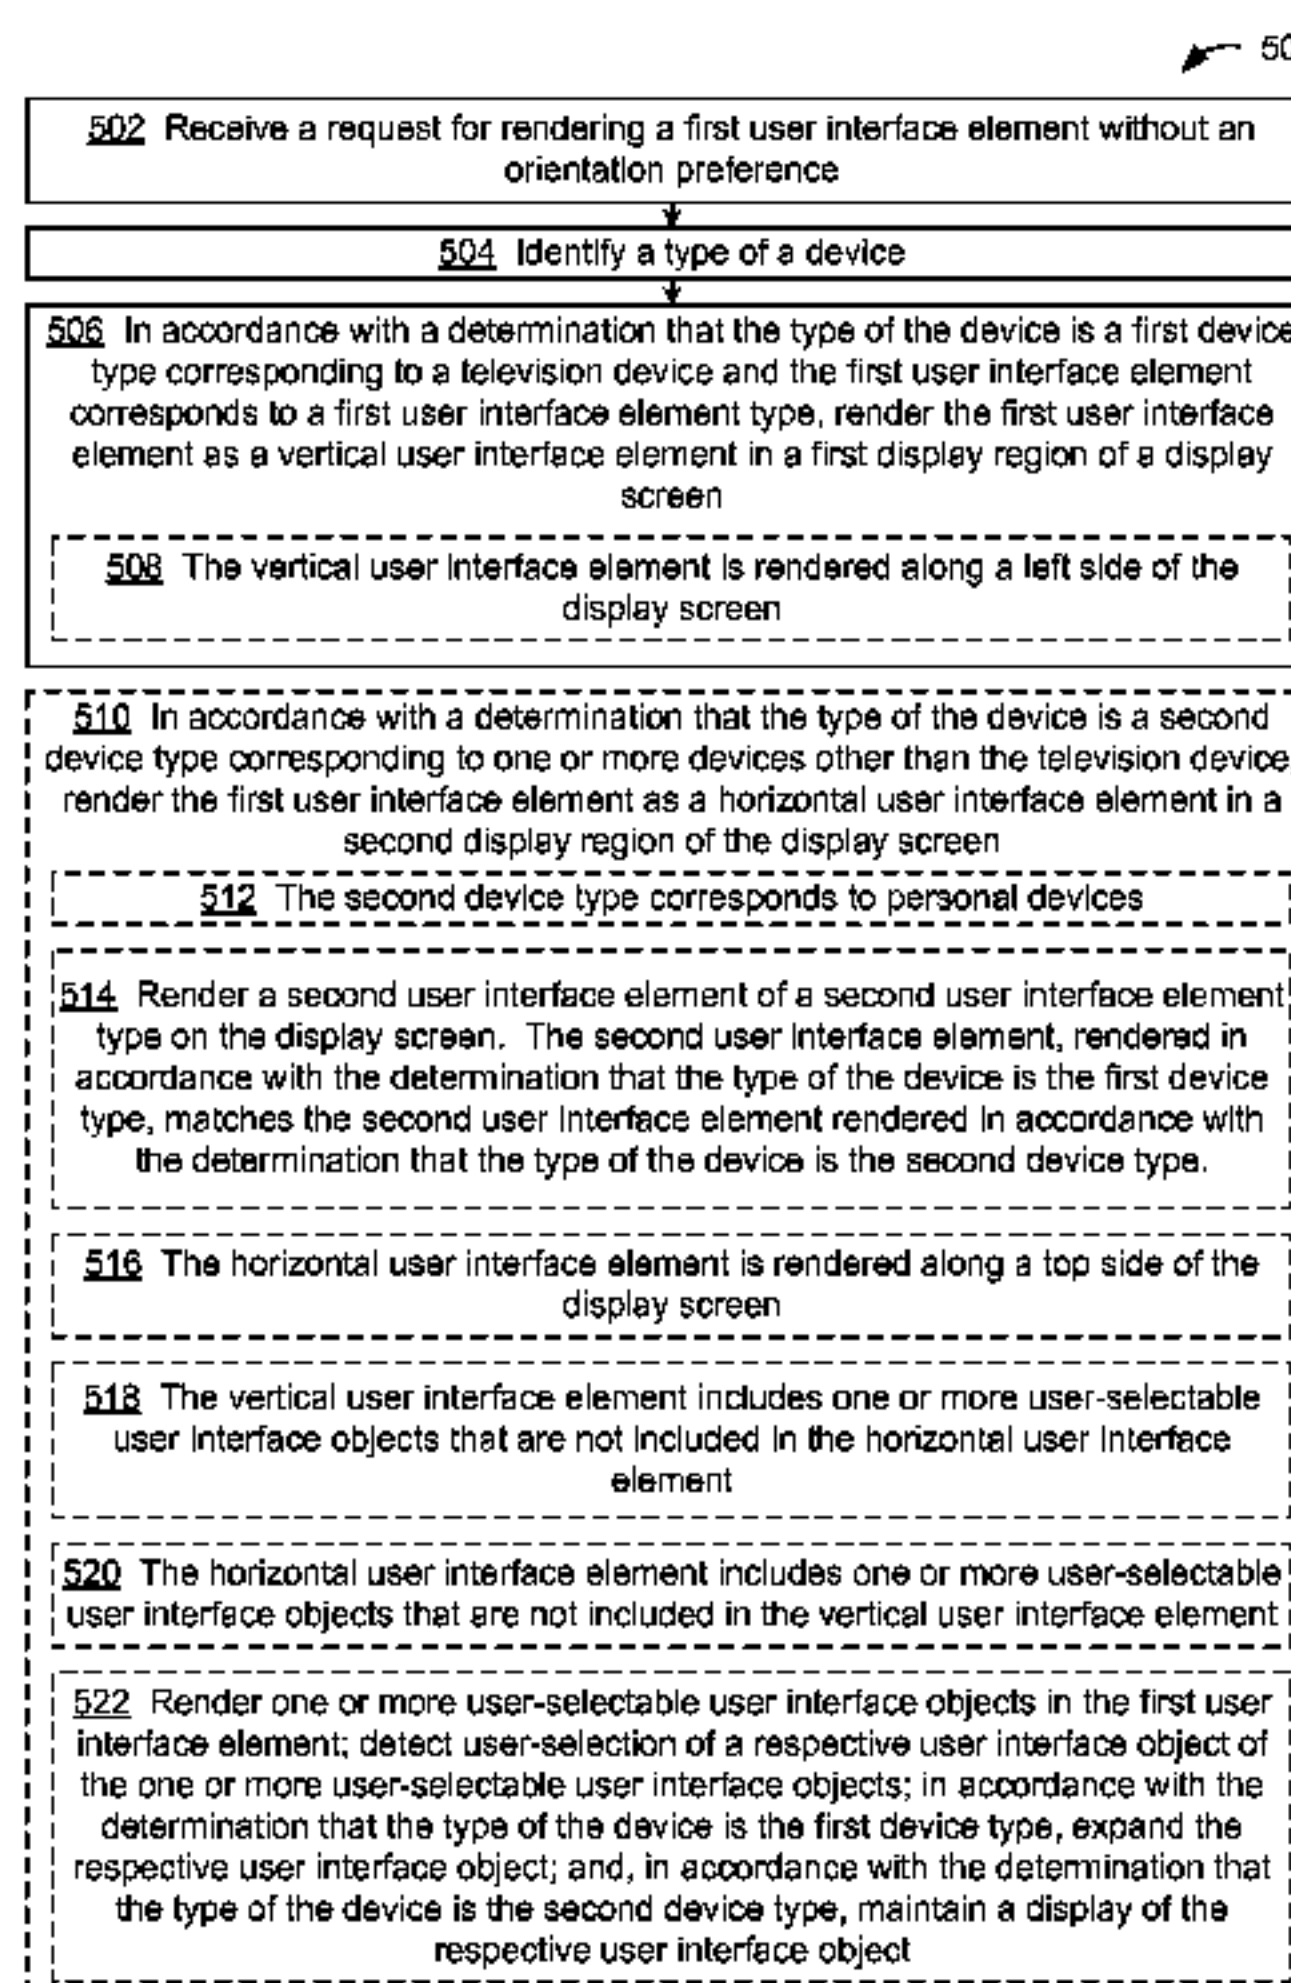 50
502 Receive a request for rendering a first user interface element without an
orientation preference
504 Identify a type of a device
506 In accordance with a determination that the type of the device is a first device
type corresponding to a television device and the first user interface element
corresponds to a first user interface element type, render the first user interface
element as a vertical user interface element in a first display region of a display
screen
508 The vertical user interface element is rendered along a left side of the
display screen
510 In accordance with a determination that the type of the device is a second
device type corresponding to one or more devices other than the television device,
render the first user interface element as a horizontal user interface element in a
second display region of the display screen
512 The second device type corresponds to personal devices
514 Render a second user interface element of a second user interface element
type on the display screen. The second user interface element, rendered in
accordance with the determination that the type of the device is the first device
type, matches the second user interface element rendered in accordance with
the determination that the type of the device is the second device type.
516 The horizontal user interface element is rendered along a top side of the
display screen
518 The vertical user interface element includes one or more user-selectable
user interface objects that are not included in the horizontal user interface
element
520 The horizontal user interface element includes one or more user-selectable
user interface objects that are not included in the vertical user interface element
522 Render one or more user-selectable user interface objects in the first user
interface element; detect user-selection of a respective user interface object of
the one or more user-selectable user interface objects; in accordance with the
determination that the type of the device is the first device type, expand the
respective user interface object; and, in accordance with the determination that
the type of the device is the second device type, maintain a display of the
respective user interface object